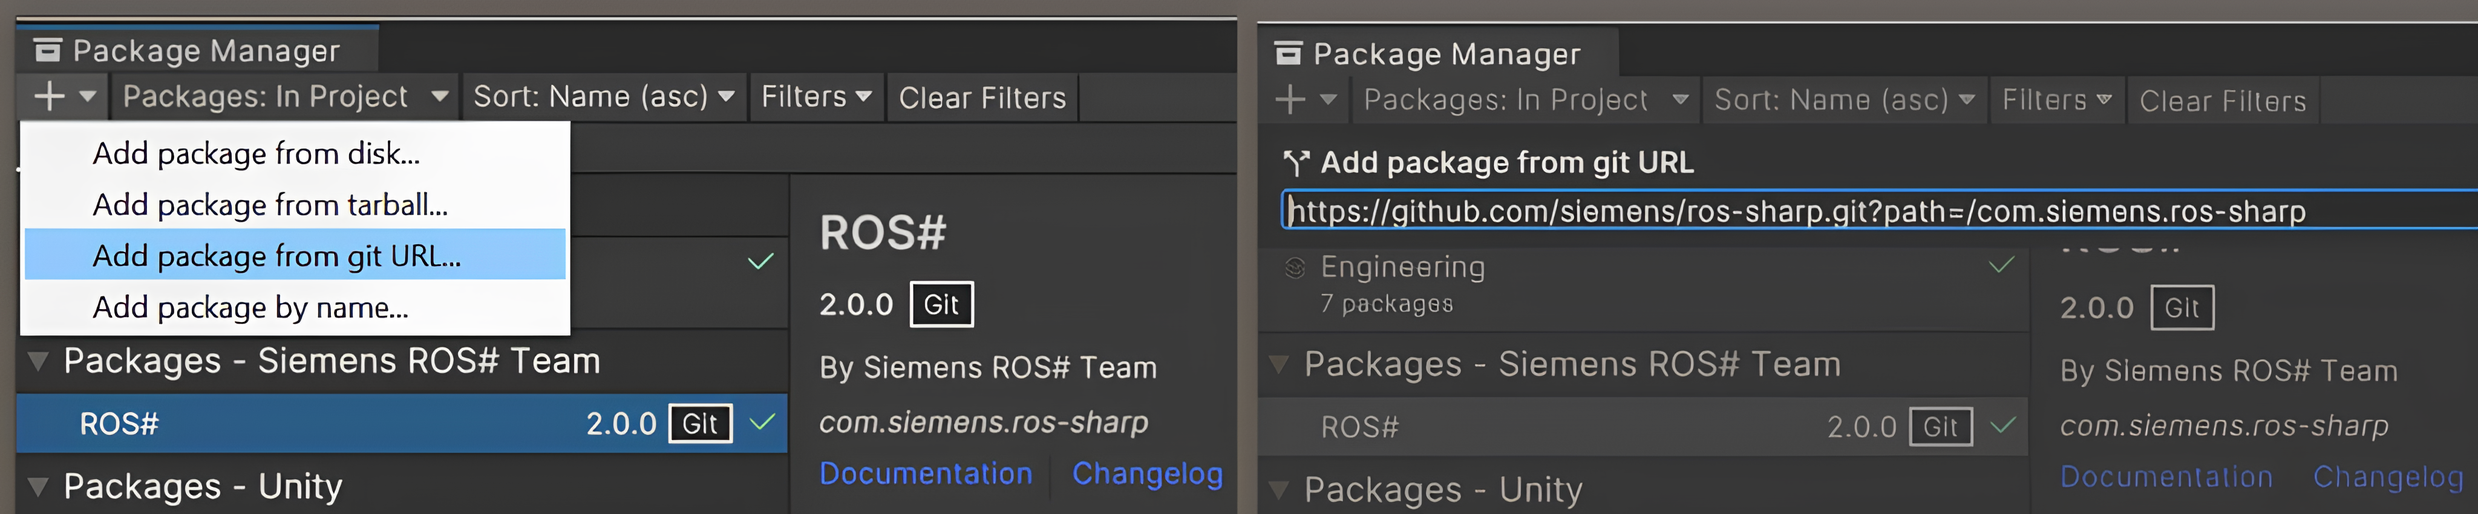 Package Manager
+ Packages: In Project Sort: Name (asc) Filters Clear Filters
Add package from disk...
Add package from tarball...
Add package from git URL...
Add package by name...
Packages - Siemens ROS# Team
ROS# 2.0.0 Git
Packages - Unity
ROS#
2.0.0 Git
By Siemens ROS# Team
com.siemens.ros-sharp
Documentation Changelog
Package Manager
+ Packages: In Project Sort: Name (asc) Filters Clear Filters
Add package from git URL
https://github.com/siemens/ros-sharp.git?path=/com.siemens.ros-sharp
Engineering
7 packages
Packages - Siemens ROS# Team
ROS# 2.0.0 Git
Packages - Unity
2.0.0 Git
By Siemens ROS# Team
com.siemens.ros-sharp
Documentation Changelog